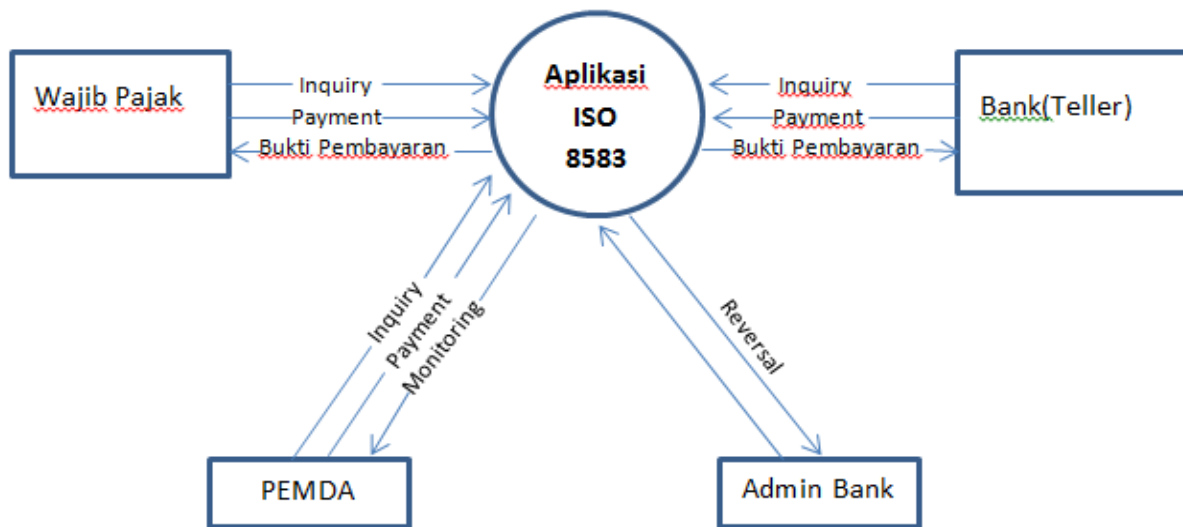 Wajib Pajak
Inquiry
Payment
Bukti Pembayaran
Aplikasi
ISO
8583
Inquiry
Payment
Bukti Pembayaran
Bank(Teller)
Inquiry
Payment
Monitoring
Reversal
PEMDA
Admin Bank